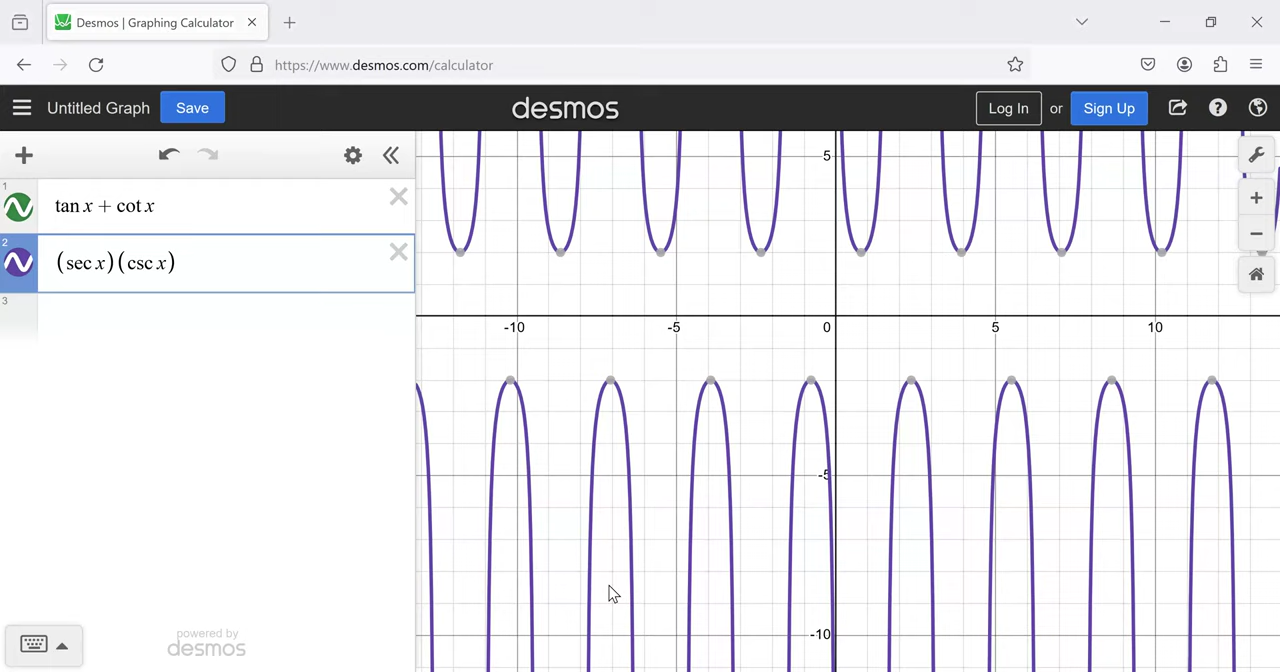 Desmos | Graphing Calculator
https://www.desmos.com/calculator
Untitled Graph
Save
desmos
Log In or Sign Up
1
tan x + cot x
2
(sec x)(csc x)
3
5
-10 -5 0 5 10
-5
-10
powered by
desmos